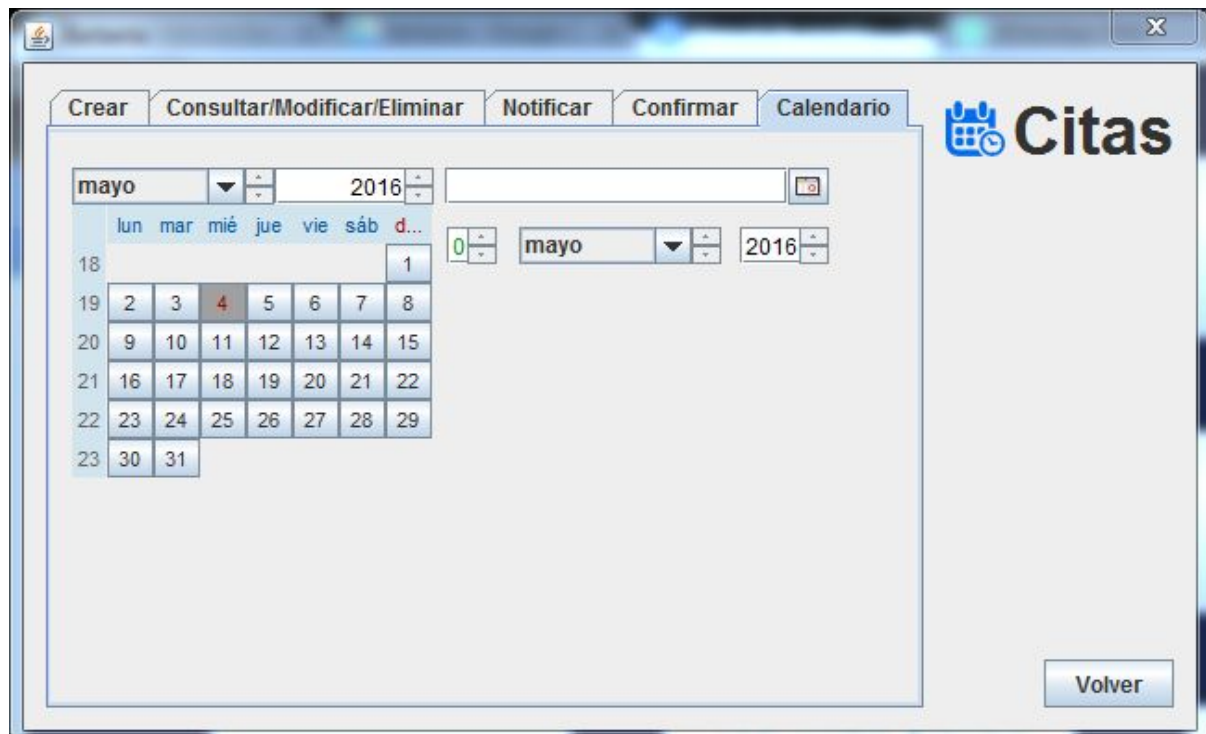 Crear Consultar/Modificar/Eliminar Notificar Confirmar Calendario
Citas
mayo 2016
lun mar mié jue vie sáb d...
18 1
19 2 3 4 5 6 7 8
20 9 10 11 12 13 14 15
21 16 17 18 19 20 21 22
22 23 24 25 26 27 28 29
23 30 31
0 mayo 2016
Volver